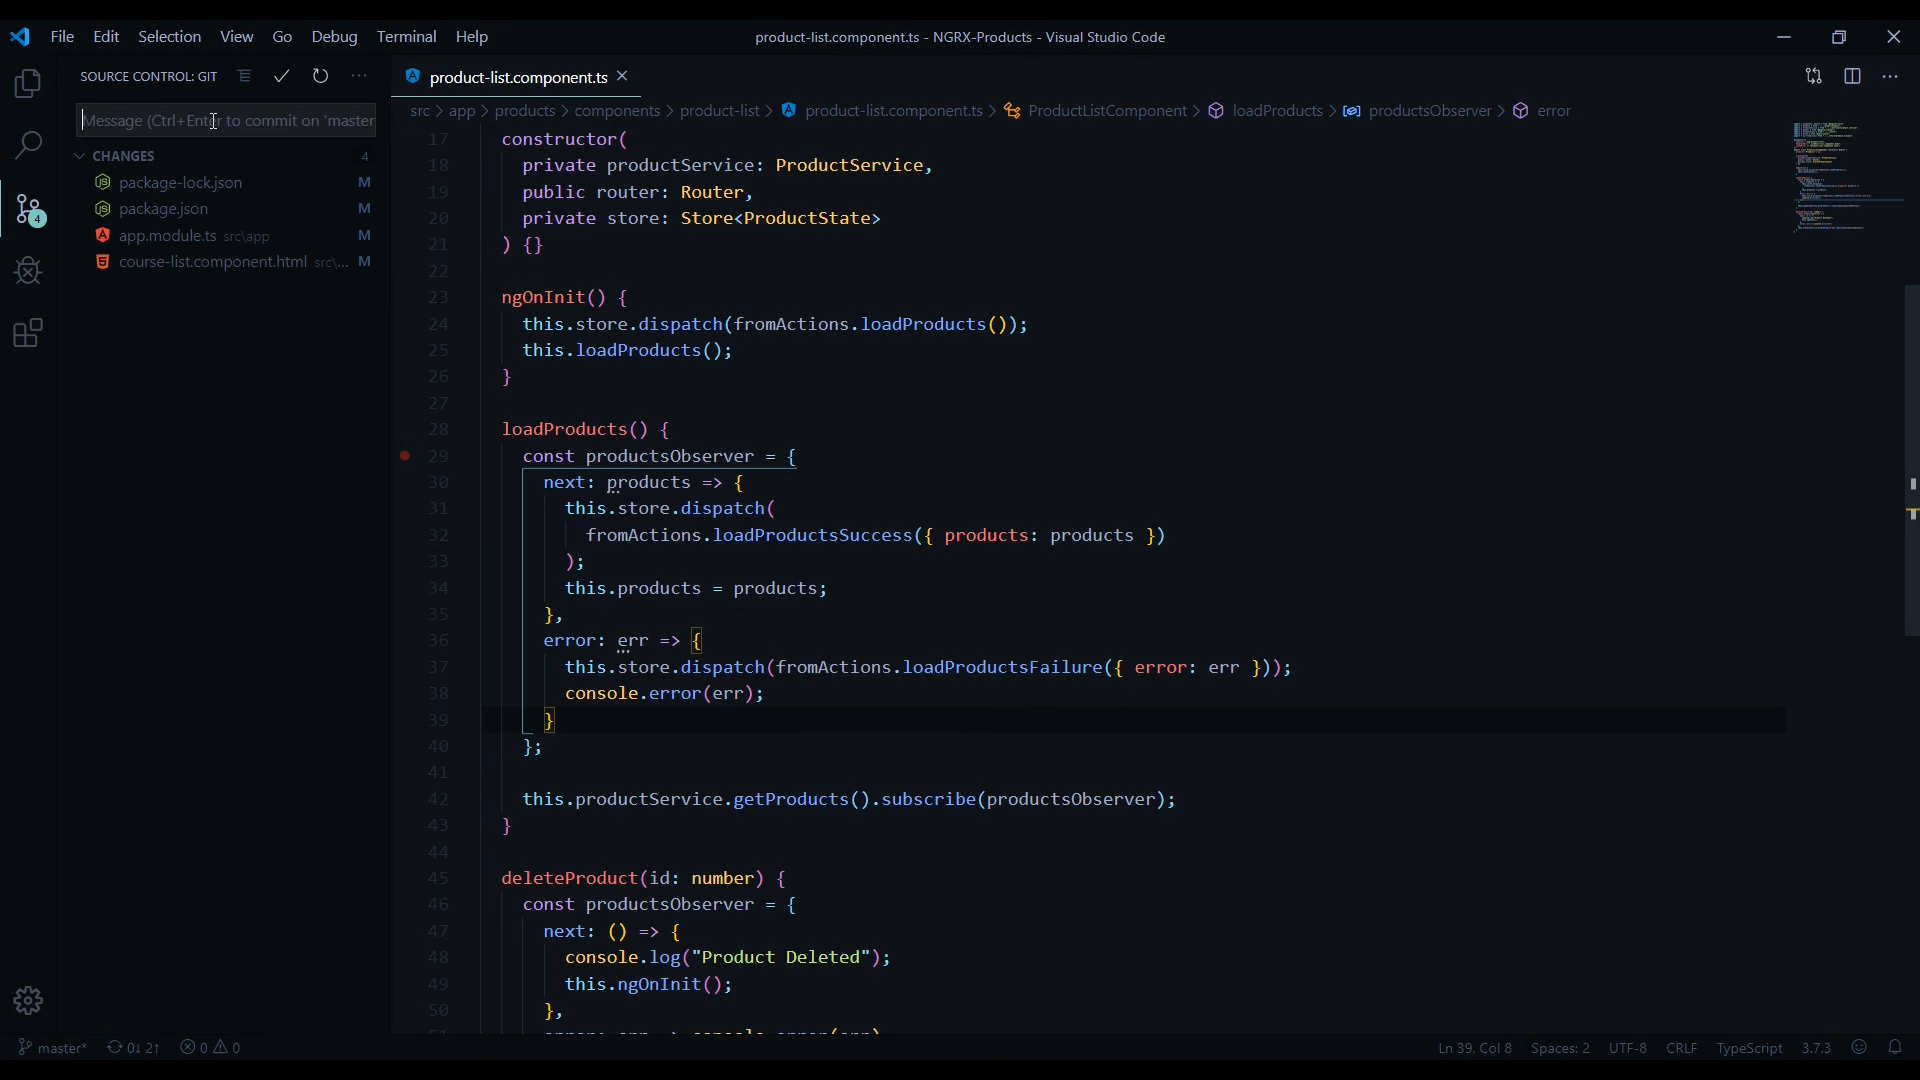 File Edit Selection View Go Debug Terminal Help
product-list.component.ts - NGRX-Products - Visual Studio Code
SOURCE CONTROL: GIT
Message (Ctrl+Enter to commit on 'master
CHANGES 4
package-lock.json M
package.json M
app.module.ts src\app M
course-list.component.html src\... M
4
product-list.component.ts
src > app > products > components > product-list > product-list.component.ts > ProductListComponent > loadProducts > productsObserver > error
17 constructor(
18 private productService: ProductService,
19 public router: Router,
20 private store: Store<ProductState>
21 ) {}
22
23 ngOnInit() {
24 this.store.dispatch(fromActions.loadProducts());
25 this.loadProducts();
26 }
27
28 loadProducts() {
29 const productsObserver = {
30 next: products => {
31 this.store.dispatch(
32 fromActions.loadProductsSuccess({ products: products })
33 );
34 this.products = products;
35 },
36 error: err => {
37 this.store.dispatch(fromActions.loadProductsFailure({ error: err }));
38 console.error(err);
39 }
40 };
41
42 this.productService.getProducts().subscribe(productsObserver);
43 }
44
45 deleteProduct(id: number) {
46 const productsObserver = {
47 next: () => {
48 console.log("Product Deleted");
49 this.ngOnInit();
50 },
master* 0↓ 2↑ 0 0
Ln 39, Col 8 Spaces: 2 UTF-8 CRLF TypeScript 3.7.3